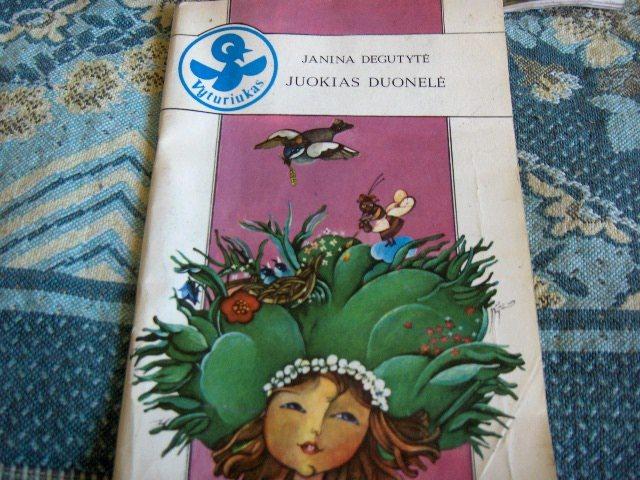 Vyturiukas
JANINA DEGUTYTĖ
JUOKIAS DUONELĖ